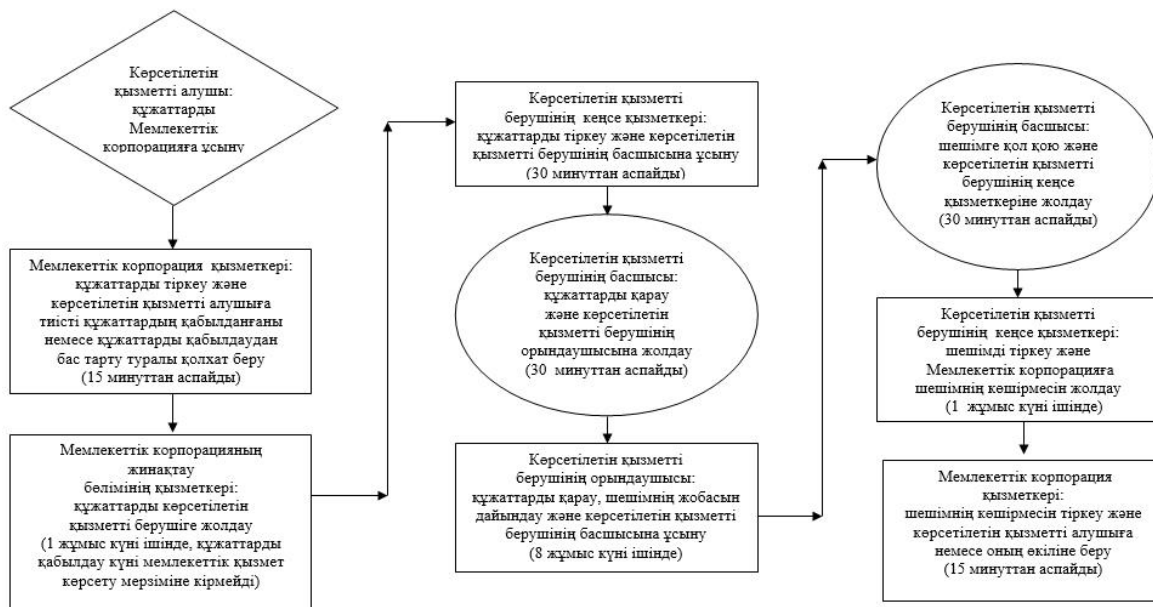 Көрсетілетін
қызметті алушы:
құжаттарды
Мемлекеттік
корпорацияға ұсыну
Мемлекеттік корпорация қызметкері:
құжаттарды тіркеу және
көрсетілетін қызметті алушыға
тиісті құжаттардың қабылданғаны
немесе құжаттарды қабылдаудан
бас тарту туралы қолхат беру
(15 минуттан аспайды)
Мемлекеттік корпорацияның
жинақтау
бөлімінің қызметкері:
құжаттарды көрсетілетін
қызметті берушіге жолдау
(1 жұмыс күні ішінде, құжаттарды
қабылдау күні мемлекеттік қызмет
көрсету мерзіміне кірмейді)
Көрсетілетін қызметті
берушінің кеңсе қызметкері:
құжаттарды тіркеу және көрсетілетін
қызметті берушінің басшысына ұсыну
(30 минуттан аспайды)
Көрсетілетін қызметті
берушінің басшысы:
құжаттарды қарау
және көрсетілетін
қызметті берушінің
орындаушысына жолдау
(30 минуттан аспайды)
Көрсетілетін қызметті
берушінің орындаушысы:
құжаттарды қарау, шешімнің жобасын
дайындау және көрсетілетін қызметті
берушінің басшысына ұсыну
(8 жұмыс күні ішінде)
Көрсетілетін қызметті
берушінің басшысы:
шешімге қол қою және
көрсетілетін қызметті
берушінің кеңсе
қызметкеріне жолдау
(30 минуттан аспайды)
Көрсетілетін қызметті
берушінің кеңсе қызметкері:
шешімді тіркеу және
Мемлекеттік корпорацияға
шешімнің көшірмесін жолдау
(1 жұмыс күні ішінде)
Мемлекеттік корпорация
қызметкері:
шешімнің көшірмесін тіркеу және
көрсетілетін қызметті алушыға
немесе оның өкіліне беру
(15 минуттан аспайды)